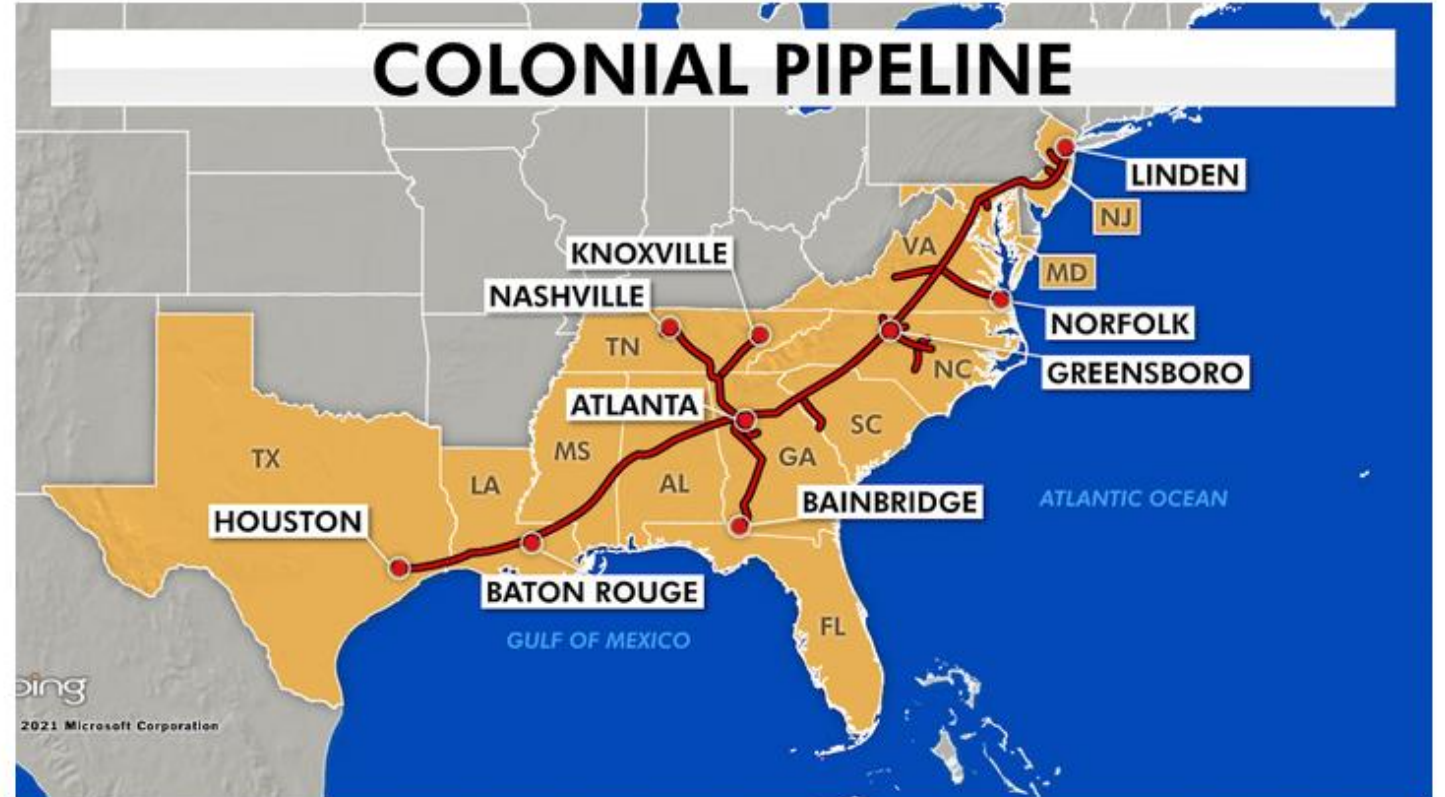 COLONIAL PIPELINE
LINDEN
NJ
KNOXVILLE
VA
MD
NASHVILLE
NORFOLK
TN
NC
GREENSBORO
ATLANTA
SC
MS
GA
TX
LA
AL
BAINBRIDGE
ATLANTIC OCEAN
HOUSTON
BATON ROUGE
FL
GULF OF MEXICO
bing
2021 Microsoft Corporation